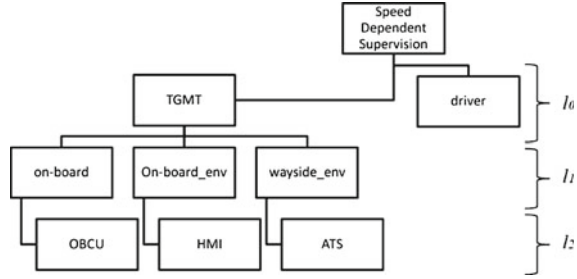 Speed
Dependent
Supervision
TGMT
driver
l0
on-board
On-board_env
wayside_env
l1
OBCU
HMI
ATS
l2